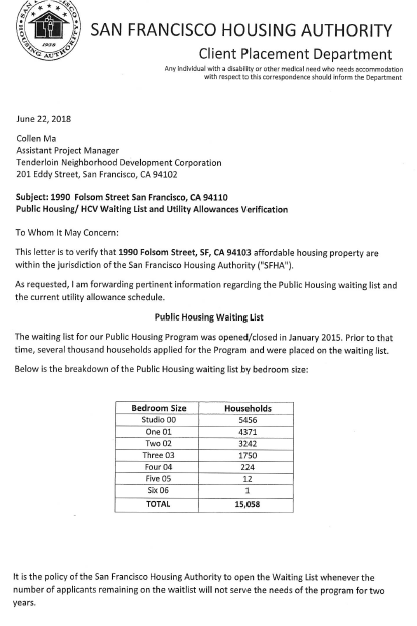 SAN FRANCISCO HOUSING AUTHORITY
Client Placement Department
Any individual with a disability or other medical need who needs accommodation
with respect to this correspondence should inform the Department
June 22, 2018
Collen Ma
Assistant Project Manager
Tenderloin Neighborhood Development Corporation
201 Eddy Street, San Francisco, CA 94102
Subject: 1990 Folsom Street San Francisco, CA 94110
Public Housing/ HCV Waiting List and Utility Allowances Verification
To Whom It May Concern:
This letter is to verify that 1990 Folsom Street, SF, CA 94103 affordable housing property are
within the jurisdiction of the San Francisco Housing Authority ("SFHA").
As requested, I am forwarding pertinent information regarding the Public Housing waiting list and
the current utility allowance schedule.
Public Housing Waiting List
The waiting list for our Public Housing Program was opened/closed in January 2015. Prior to that
time, several thousand households applied for the Program and were placed on the waiting list.
Below is the breakdown of the Public Housing waiting list by bedroom size:
Bedroom Size Households
Studio 00 5456
One 01 4371
Two 02 3242
Three 03 1750
Four 04 224
Five 05 12
Six 06 1
TOTAL 15,058
It is the policy of the San Francisco Housing Authority to open the Waiting List whenever the
number of applicants remaining on the waitlist will not serve the needs of the program for two
years.